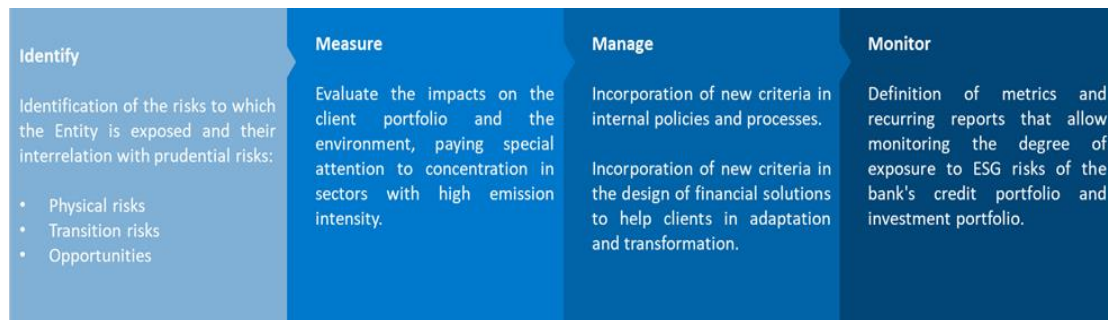 Identify
Identification of the risks to which
the Entity is exposed and their
interrelation with prudential risks:
• Physical risks
• Transition risks
• Opportunities
Measure
Evaluate the impacts on the
client portfolio and the
environment, paying special
attention to concentration in
sectors with high emission
intensity.
Manage
Incorporation of new criteria in
internal policies and processes.
Incorporation of new criteria in
the design of financial solutions
to help clients in adaptation
and transformation.
Monitor
Definition of metrics and
recurring reports that allow
monitoring the degree of
exposure to ESG risks of the
bank's credit portfolio and
investment portfolio.